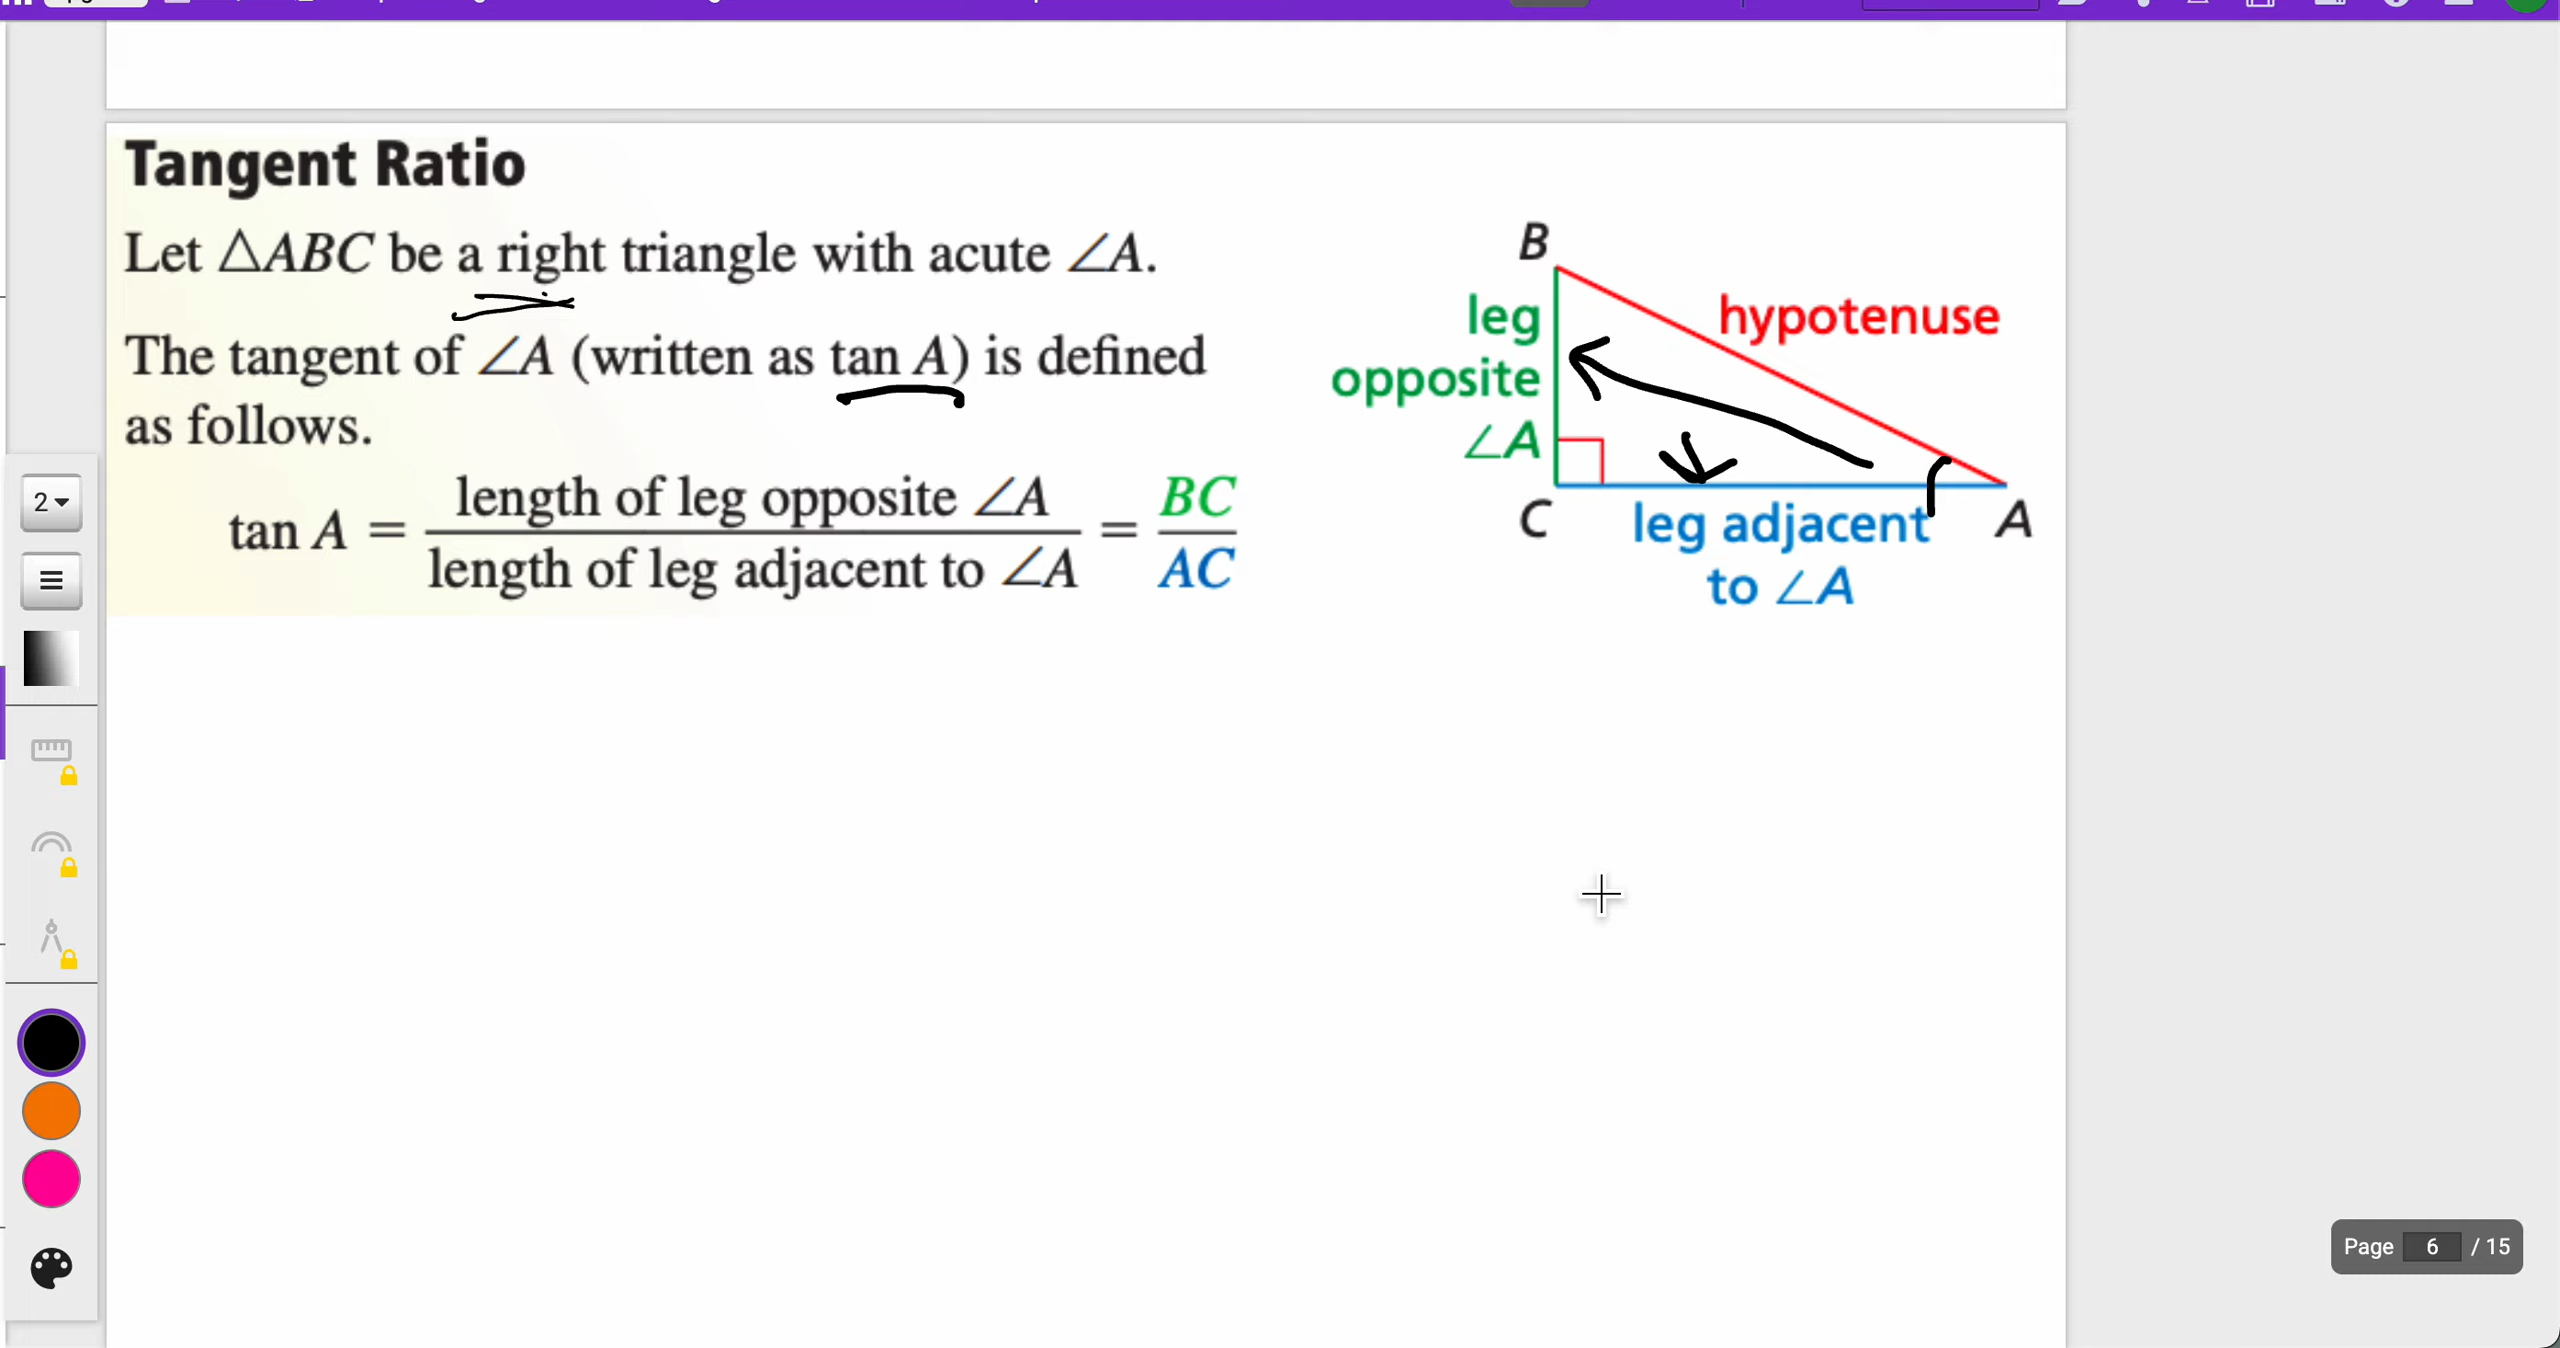 Tangent Ratio
Let △ABC be a right triangle with acute ∠A.
The tangent of ∠A (written as tan A) is defined
as follows.
tan A = length of leg opposite ∠A / length of leg adjacent to ∠A = BC / AC
B
leg
opposite
∠A
hypotenuse
C
leg adjacent
to ∠A
A
2
Page 6 / 15